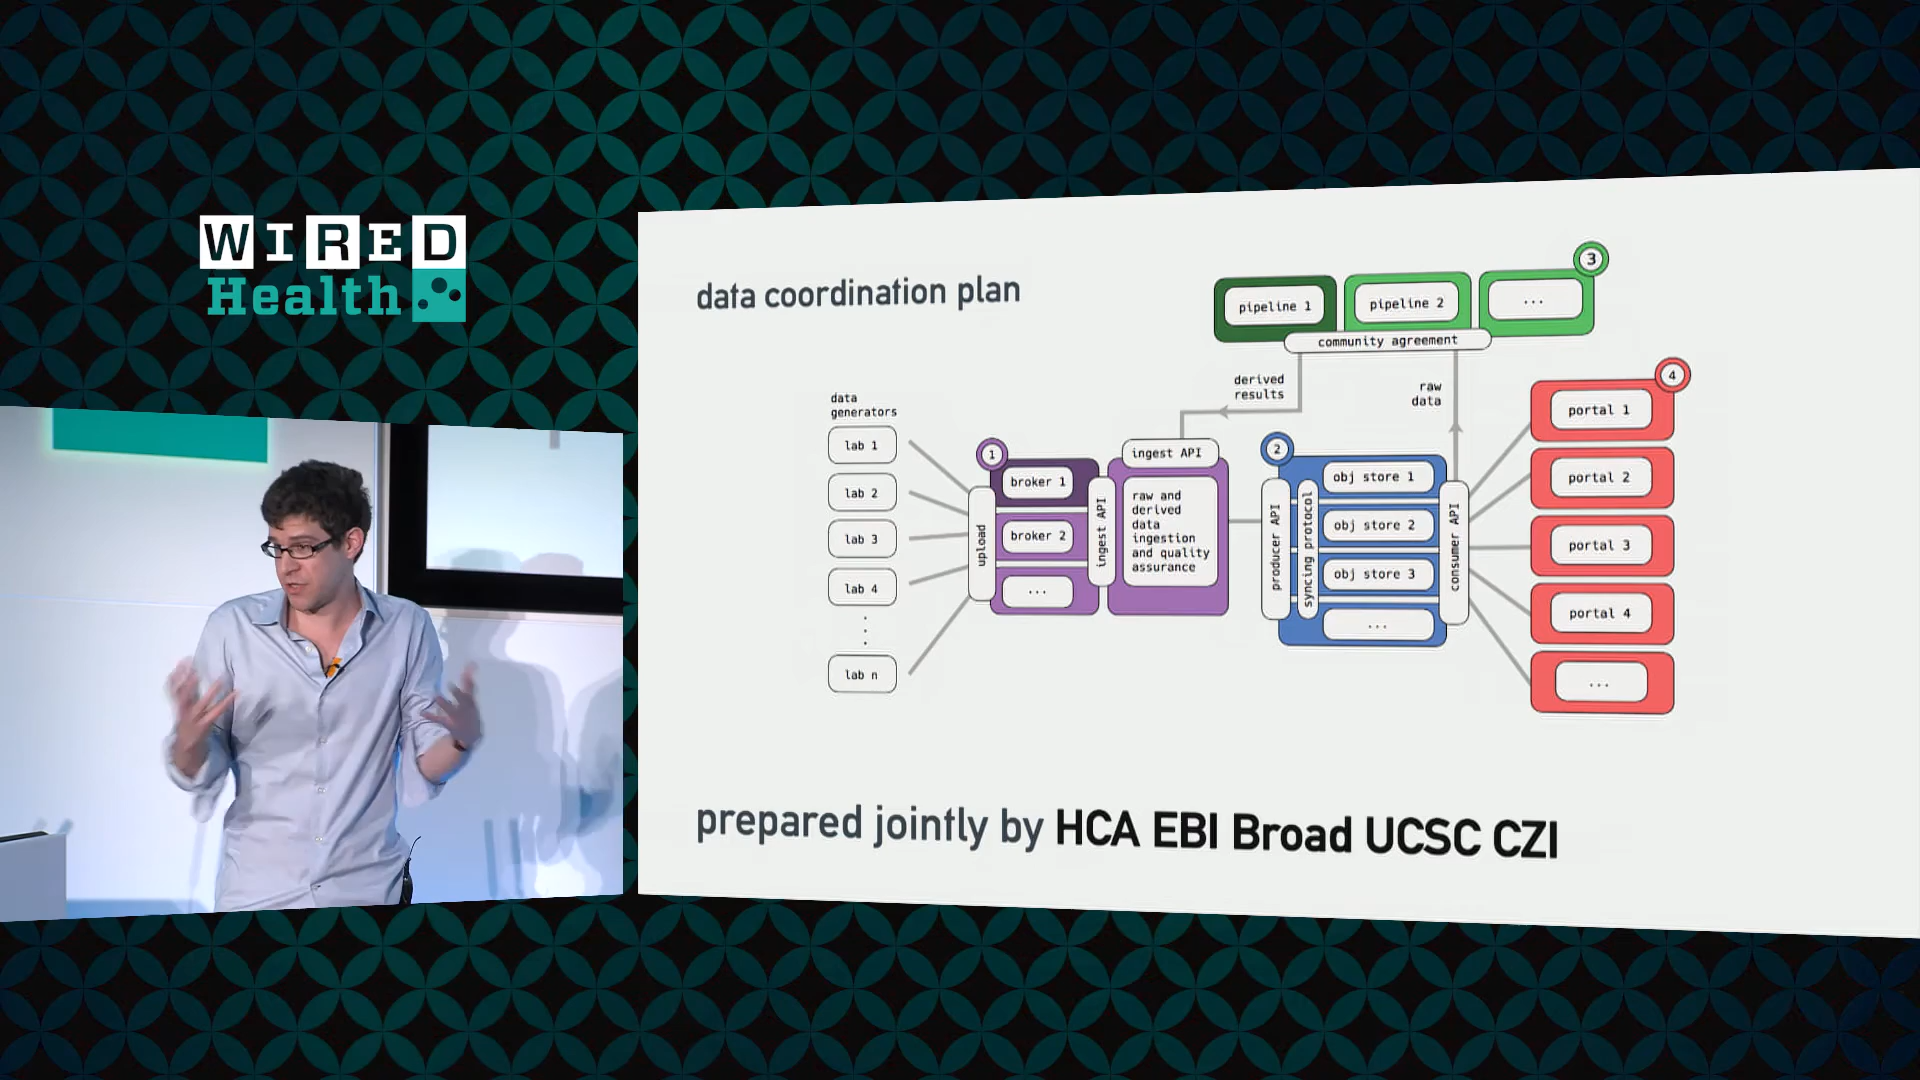 WIRED
Health
data coordination plan
3
pipeline 1
pipeline 2
...
community agreement
derived
results
raw
data
4
data
generators
lab 1
lab 2
lab 3
lab 4
lab n
1
upload
broker 1
broker 2
...
ingest API
ingest API
raw and
derived
data
ingestion
and quality
assurance
2
producer API
syncing protocol
obj store 1
obj store 2
obj store 3
...
consumer API
portal 1
portal 2
portal 3
portal 4
...
prepared jointly by HCA EBI Broad UCSC CZI